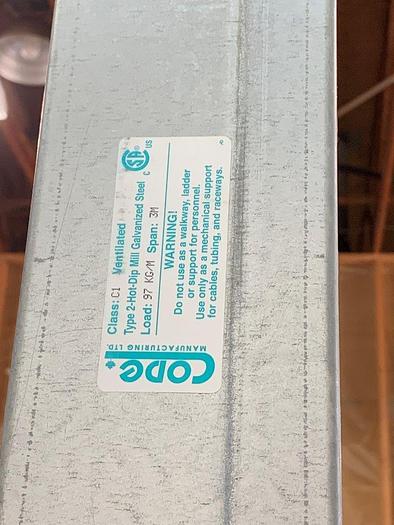 CODE
MANUFACTURING LTD.
Class: C1 Ventilated
Type 2-Hot-Dip Mill Galvanized Steel
Load: 97 KG/M Span: 3M
C SA US
WARNING!
Do not use as a walkway, ladder
or support for personnel.
Use only as a mechanical support
for cables, tubing, and raceways.